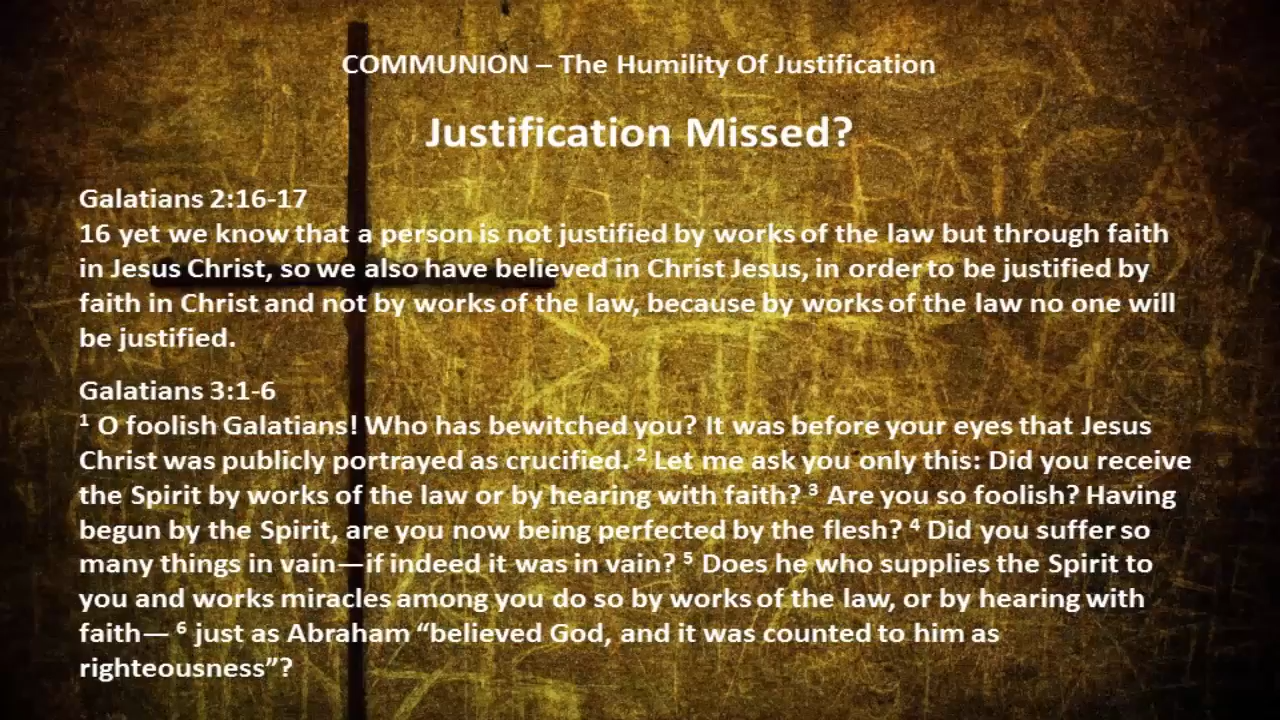 COMMUNION – The Humility Of Justification
Justification Missed?
Galatians 2:16-17
16 yet we know that a person is not justified by works of the law but through faith
in Jesus Christ, so we also have believed in Christ Jesus, in order to be justified by
faith in Christ and not by works of the law, because by works of the law no one will
be justified.
Galatians 3:1-6
¹ O foolish Galatians! Who has bewitched you? It was before your eyes that Jesus
Christ was publicly portrayed as crucified. ² Let me ask you only this: Did you receive
the Spirit by works of the law or by hearing with faith? ³ Are you so foolish? Having
begun by the Spirit, are you now being perfected by the flesh? ⁴ Did you suffer so
many things in vain—if indeed it was in vain? ⁵ Does he who supplies the Spirit to
you and works miracles among you do so by works of the law, or by hearing with
faith— ⁶ just as Abraham “believed God, and it was counted to him as
righteousness”?